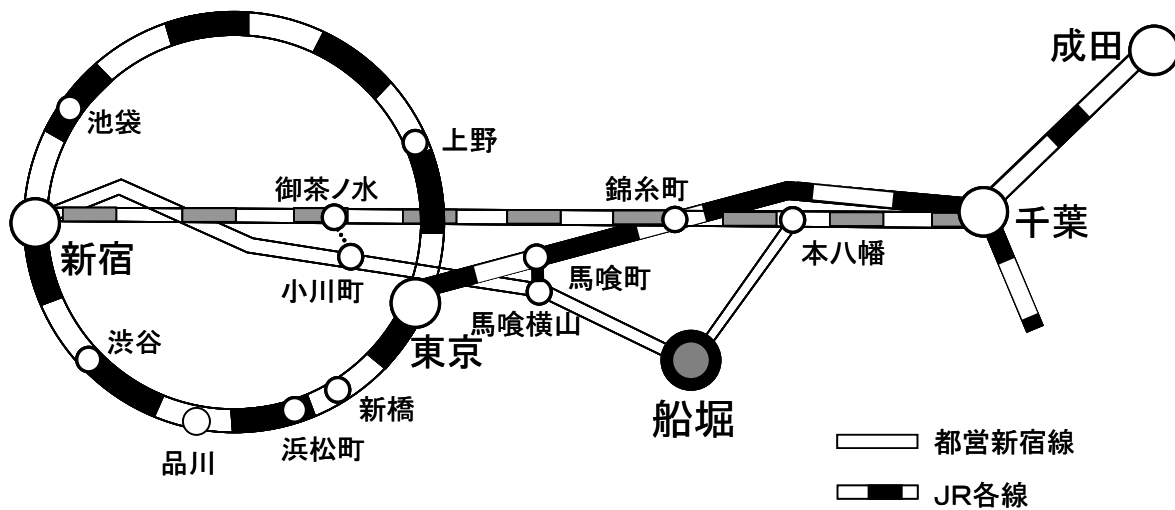 成田
池袋
上野
御茶ノ水
錦糸町
千葉
新宿
本八幡
小川町
馬喰町
馬喰横山
東京
渋谷
新橋
船堀
浜松町
品川
都営新宿線
JR各線